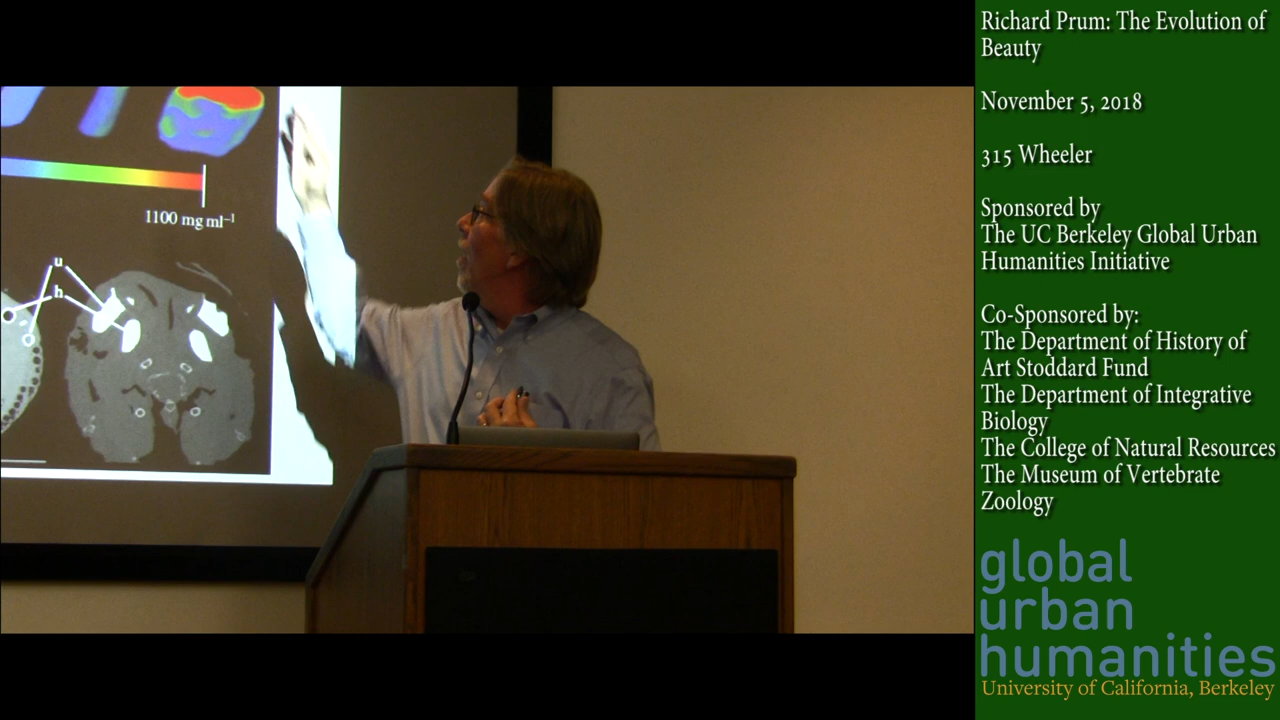 1100 mg ml⁻¹
u
h
Richard Prum: The Evolution of
Beauty
November 5, 2018
315 Wheeler
Sponsored by
The UC Berkeley Global Urban
Humanities Initiative
Co-Sponsored by:
The Department of History of
Art Stoddard Fund
The Department of Integrative
Biology
The College of Natural Resources
The Museum of Vertebrate
Zoology
global
urban
humanities
University of California, Berkeley